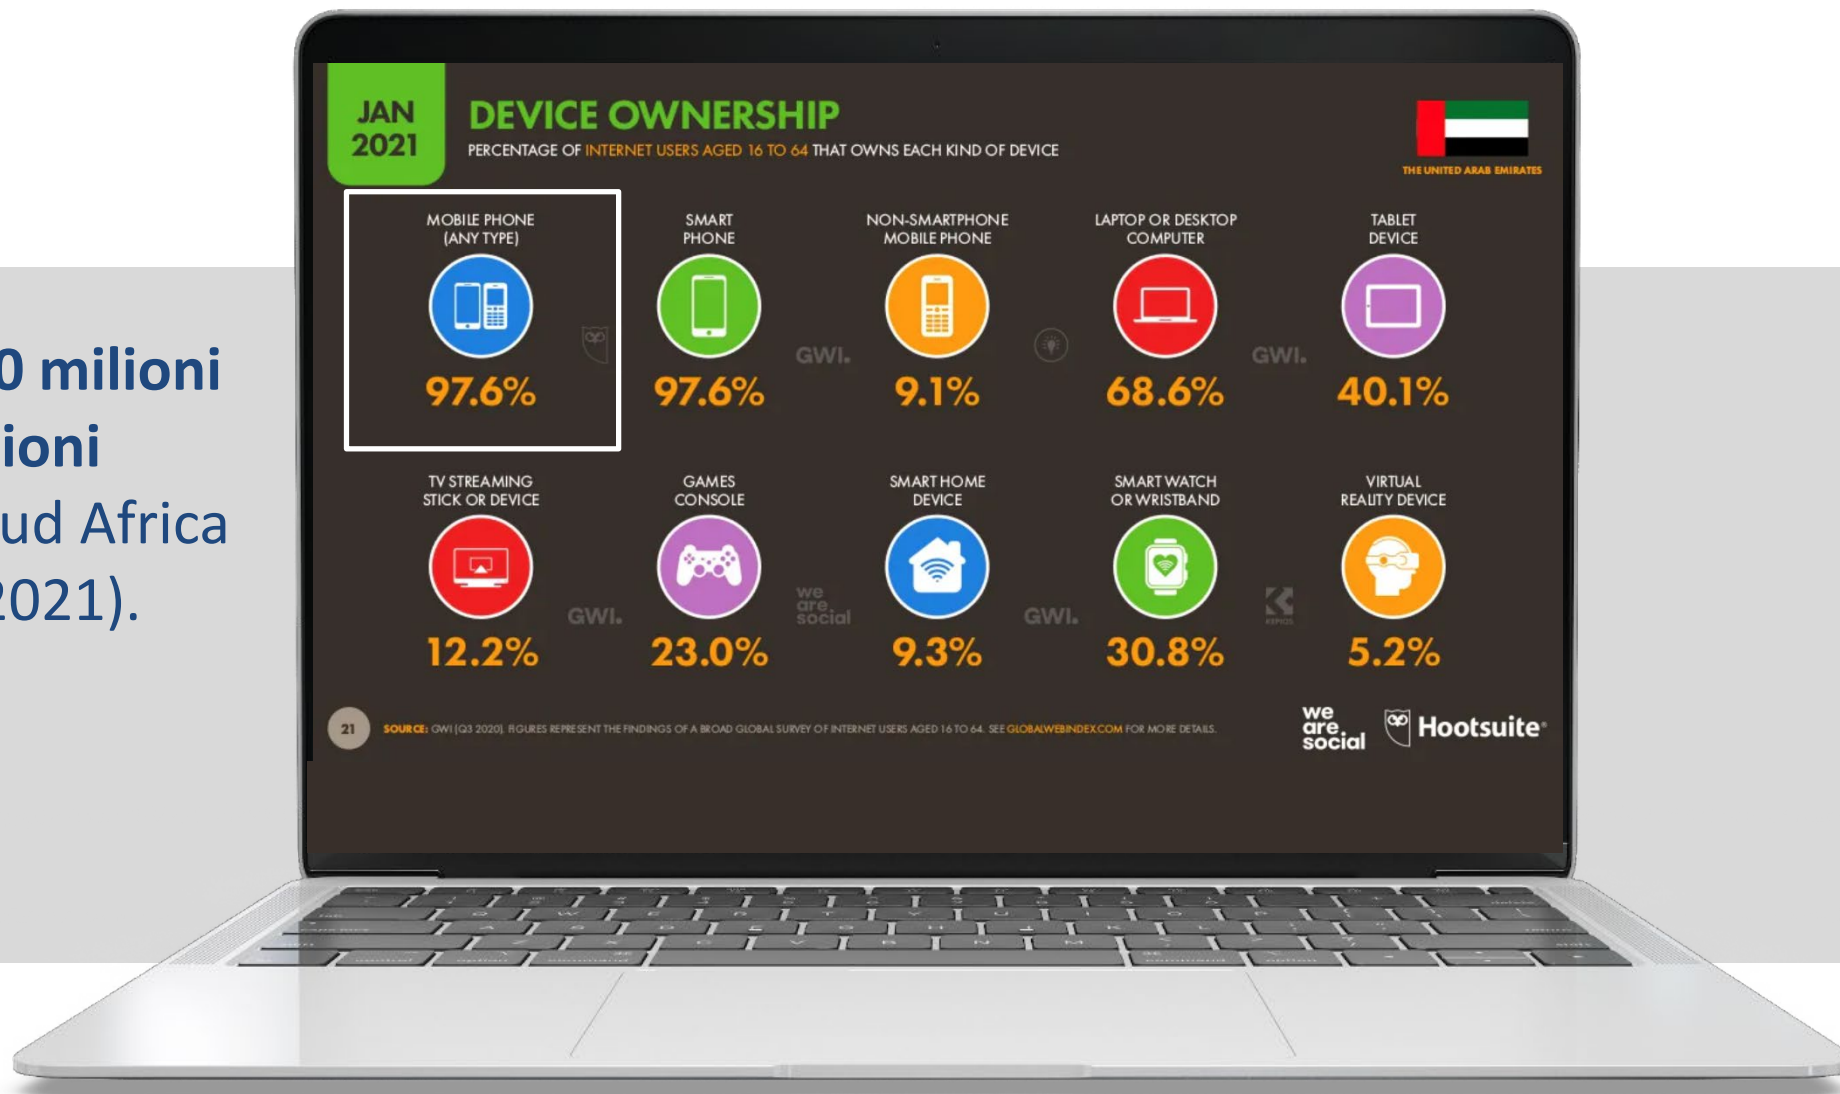 0 milioni
ioni
ud Africa
2021).
JAN
2021
DEVICE OWNERSHIP
PERCENTAGE OF INTERNET USERS AGED 16 TO 64 THAT OWNS EACH KIND OF DEVICE
THE UNITED ARAB EMIRATES
MOBILE PHONE
(ANY TYPE)
97.6%
SMART
PHONE
97.6%
NON-SMARTPHONE
MOBILE PHONE
9.1%
LAPTOP OR DESKTOP
COMPUTER
68.6%
TABLET
DEVICE
40.1%
GWI.
GWI.
TV STREAMING
STICK OR DEVICE
12.2%
GAMES
CONSOLE
23.0%
SMART HOME
DEVICE
9.3%
SMART WATCH
OR WRISTBAND
30.8%
VIRTUAL
REALITY DEVICE
5.2%
GWI.
we
are
social
GWI.
KEPIOS
21
SOURCE: GWI (Q3 2020). FIGURES REPRESENT THE FINDINGS OF A BROAD GLOBAL SURVEY OF INTERNET USERS AGED 16 TO 64. SEE GLOBALWEBINDEX.COM FOR MORE DETAILS.
we
are.
social
Hootsuite